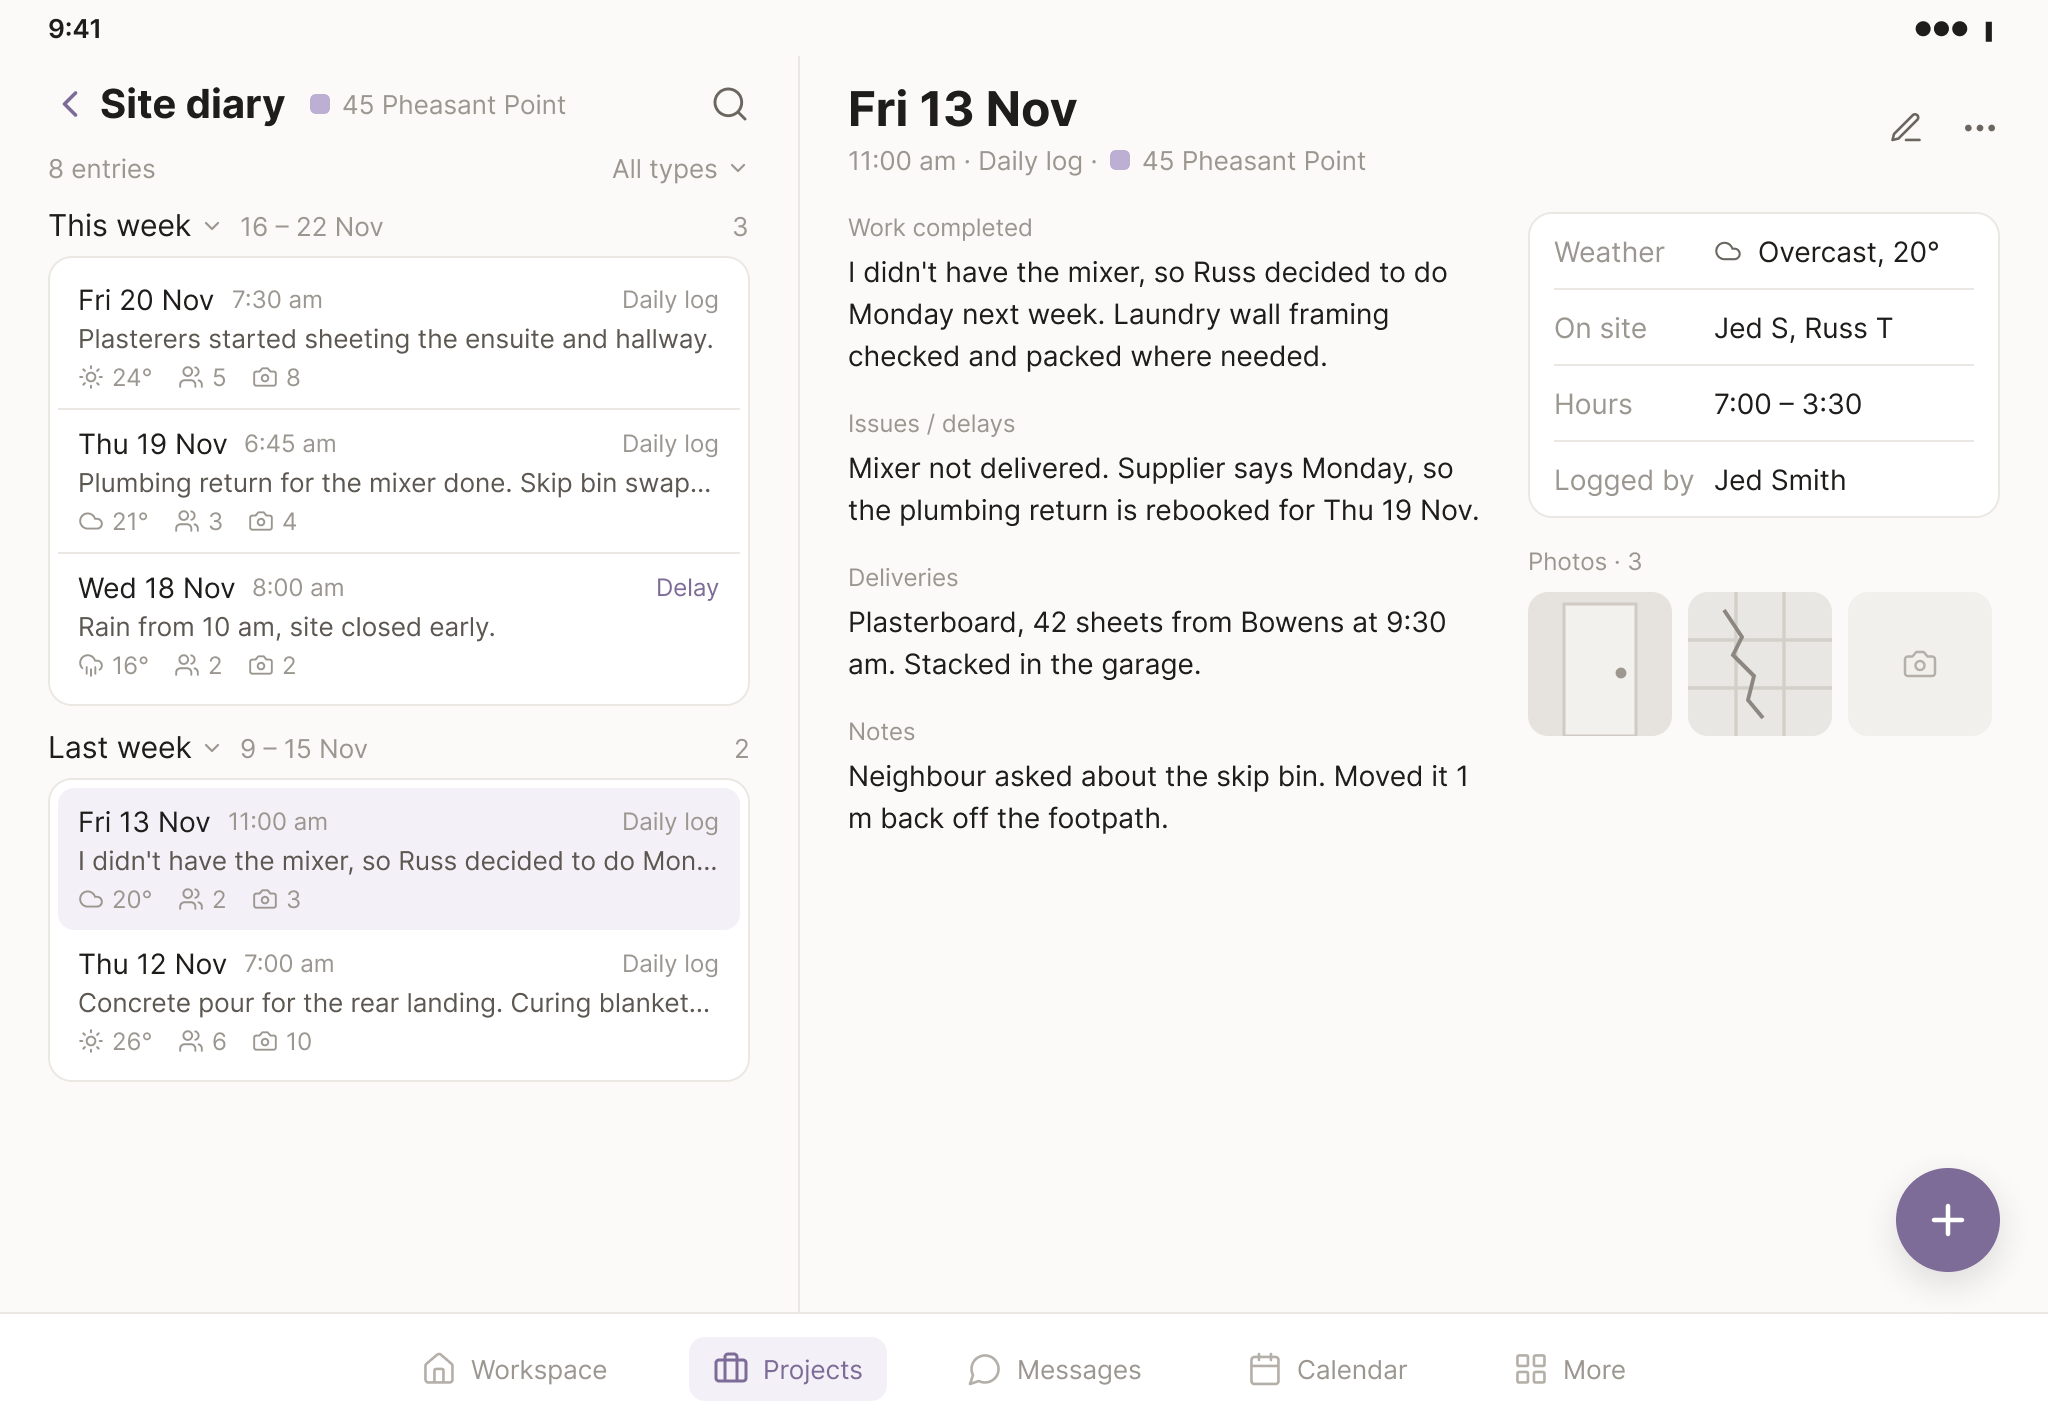 9:41
Site diary 45 Pheasant Point
8 entries All types
This week 16 – 22 Nov 3
Fri 20 Nov 7:30 am Daily log
Plasterers started sheeting the ensuite and hallway.
24° 5 8
Thu 19 Nov 6:45 am Daily log
Plumbing return for the mixer done. Skip bin swap...
21° 3 4
Wed 18 Nov 8:00 am Delay
Rain from 10 am, site closed early.
16° 2 2
Last week 9 – 15 Nov 2
Fri 13 Nov 11:00 am Daily log
I didn't have the mixer, so Russ decided to do Mon...
20° 2 3
Thu 12 Nov 7:00 am Daily log
Concrete pour for the rear landing. Curing blanket...
26° 6 10
Fri 13 Nov
11:00 am · Daily log · 45 Pheasant Point
Work completed
I didn't have the mixer, so Russ decided to do
Monday next week. Laundry wall framing
checked and packed where needed.
Issues / delays
Mixer not delivered. Supplier says Monday, so
the plumbing return is rebooked for Thu 19 Nov.
Deliveries
Plasterboard, 42 sheets from Bowens at 9:30
am. Stacked in the garage.
Notes
Neighbour asked about the skip bin. Moved it 1
m back off the footpath.
Weather Overcast, 20°
On site Jed S, Russ T
Hours 7:00 – 3:30
Logged by Jed Smith
Photos · 3
Workspace Projects Messages Calendar More